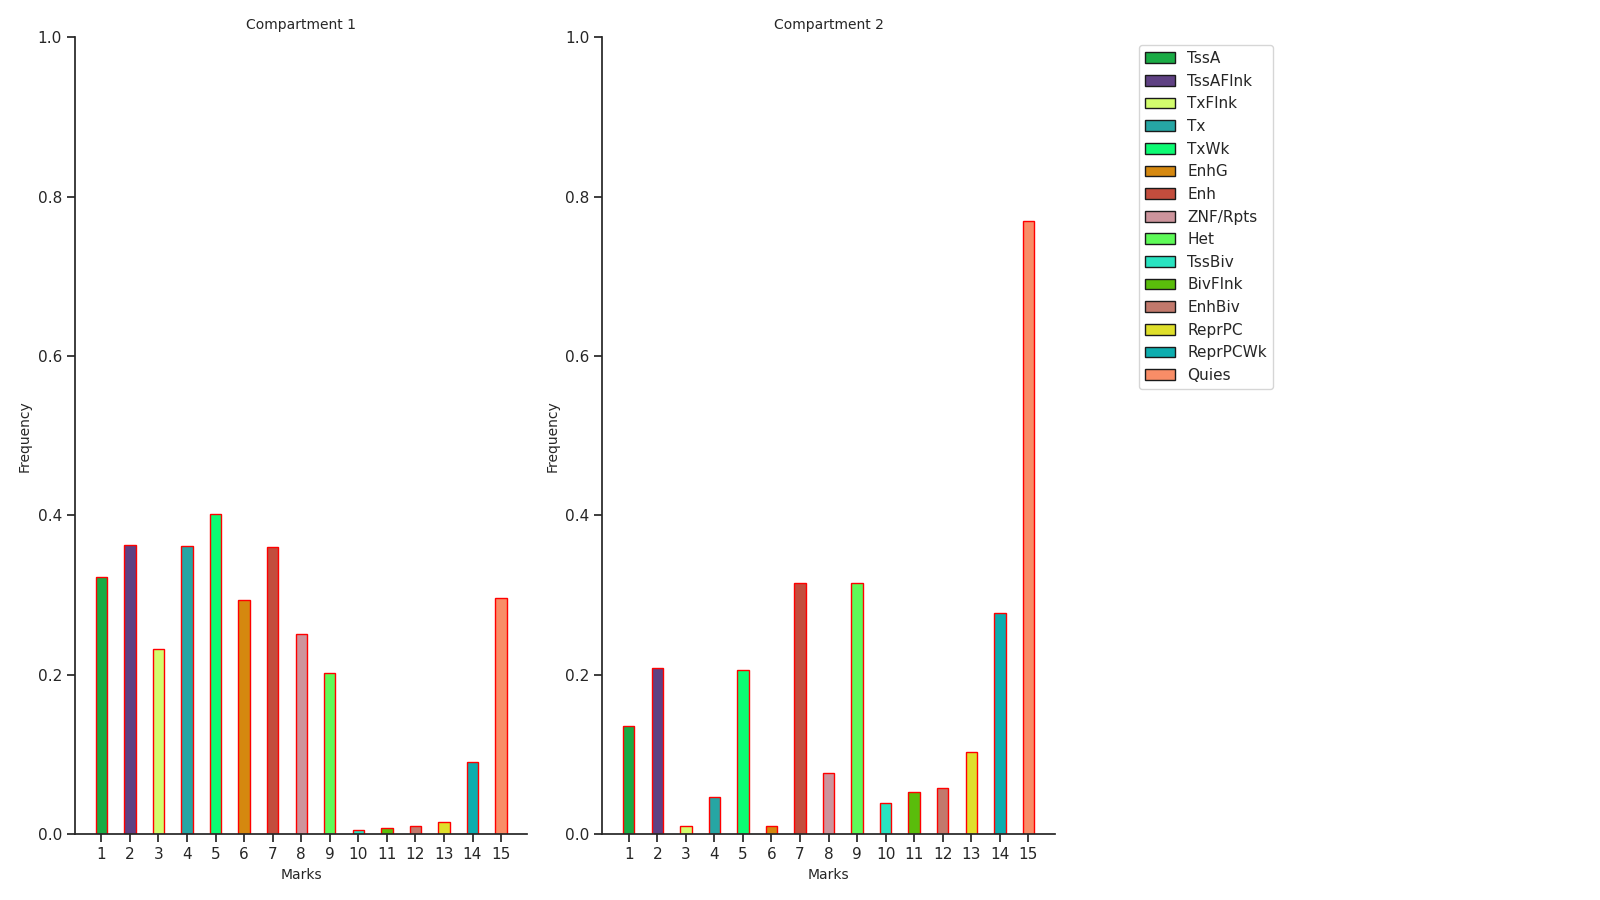 Compartment 1
1.0
0.8
0.6
0.4
0.2
0.0
Frequency
1 2 3 4 5 6 7 8 9 10 11 12 13 14 15
Marks
Compartment 2
1.0
0.8
0.6
0.4
0.2
0.0
Frequency
1 2 3 4 5 6 7 8 9 10 11 12 13 14 15
Marks
TssA
TssAFlnk
TxFlnk
Tx
TxWk
EnhG
Enh
ZNF/Rpts
Het
TssBiv
BivFlnk
EnhBiv
ReprPC
ReprPCWk
Quies